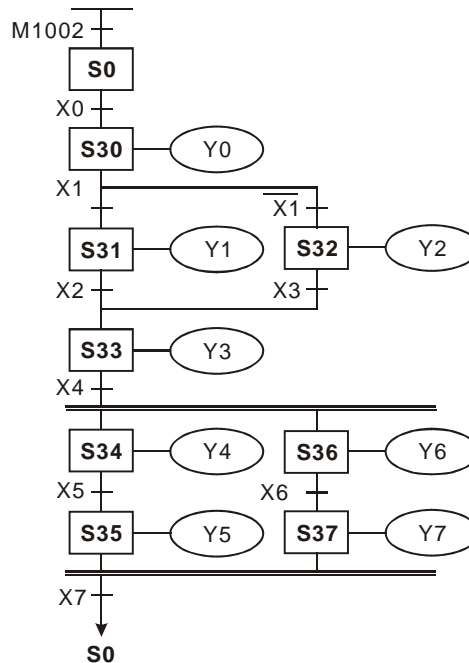 M1002
S0
X0
S30 Y0
X1 X1
S31 Y1 S32 Y2
X2 X3
S33 Y3
X4
S34 Y4 S36 Y6
X5 X6
S35 Y5 S37 Y7
X7
S0